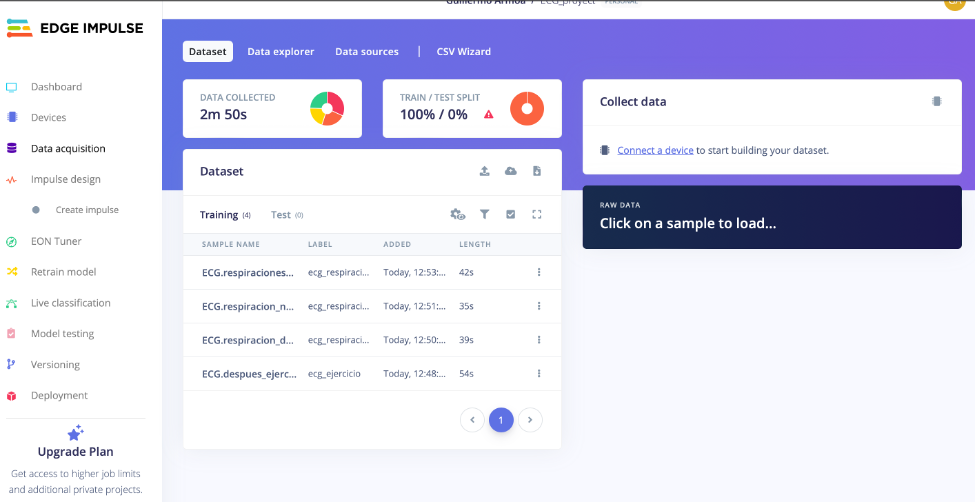 Guillermo Armoa / ECG_proyect PERSONAL
GA
EDGE IMPULSE
Dataset Data explorer Data sources | CSV Wizard
Dashboard
Devices
Data acquisition
Impulse design
Create impulse
EON Tuner
Retrain model
Live classification
Model testing
Versioning
Deployment
Upgrade Plan
Get access to higher job limits
and additional private projects.
DATA COLLECTED
2m 50s
TRAIN / TEST SPLIT
100% / 0%
Collect data
Connect a device to start building your dataset.
RAW DATA
Click on a sample to load...
Dataset
Training (4) Test (0)
SAMPLE NAME LABEL ADDED LENGTH
ECG.respiraciones... ecg_respiraci... Today, 12:53:... 42s
ECG.respiracion_n... ecg_respiraci... Today, 12:51:... 35s
ECG.respiracion_d... ecg_respiraci... Today, 12:50:... 39s
ECG.despues_ejerc... ecg_ejercicio Today, 12:48:... 54s
1